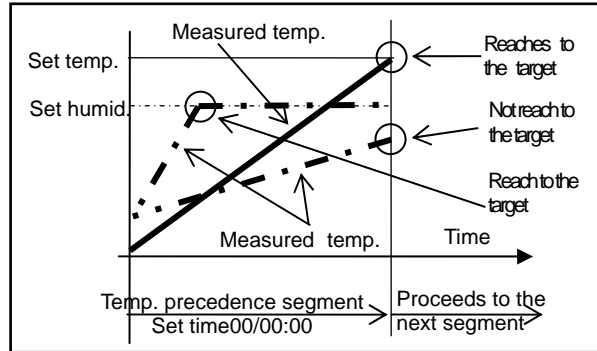 Measured temp.
Set temp.
Reaches to
the target
Set humid.
Not reach to
the target
Reach to the
target
Measured temp.
Time
Temp. precedence segment
Set time00/00:00
Proceeds to the
next segment